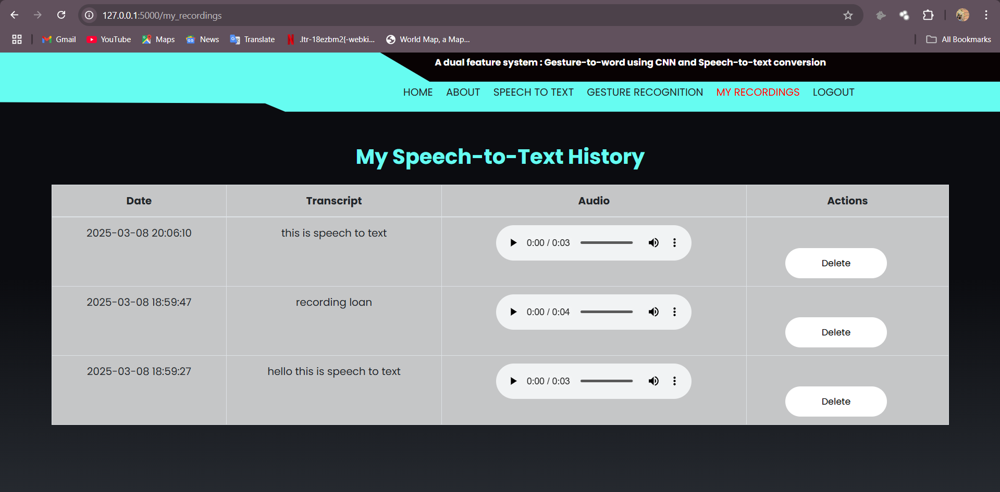 127.0.0.1:5000/my_recordings
Gmail YouTube Maps News Translate .ltr-18ezbm2{-webki... World Map, a Map... All Bookmarks
A dual feature system : Gesture-to-word using CNN and Speech-to-text conversion
HOME ABOUT SPEECH TO TEXT GESTURE RECOGNITION MY RECORDINGS LOGOUT
My Speech-to-Text History
Date Transcript Audio Actions
2025-03-08 20:06:10 this is speech to text 0:00 / 0:03
Delete
2025-03-08 18:59:47 recording loan 0:00 / 0:04
Delete
2025-03-08 18:59:27 hello this is speech to text 0:00 / 0:03
Delete